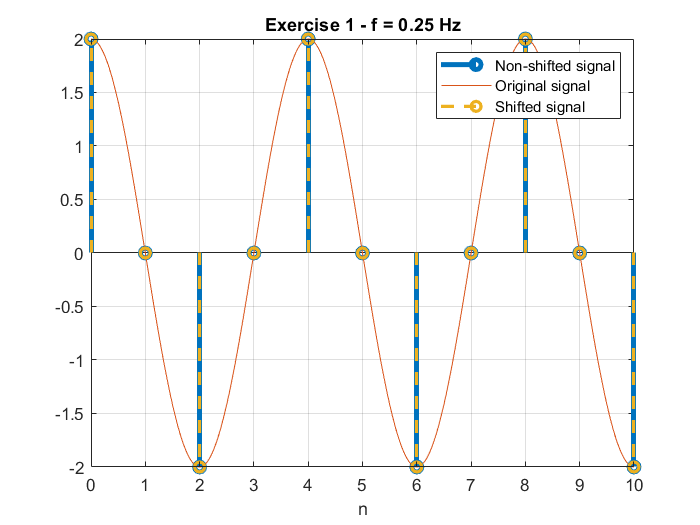 Exercise 1 - f = 0.25 Hz
Non-shifted signal
Original signal
Shifted signal
2
1.5
1
0.5
0
-0.5
-1
-1.5
-2
0 1 2 3 4 5 6 7 8 9 10
n